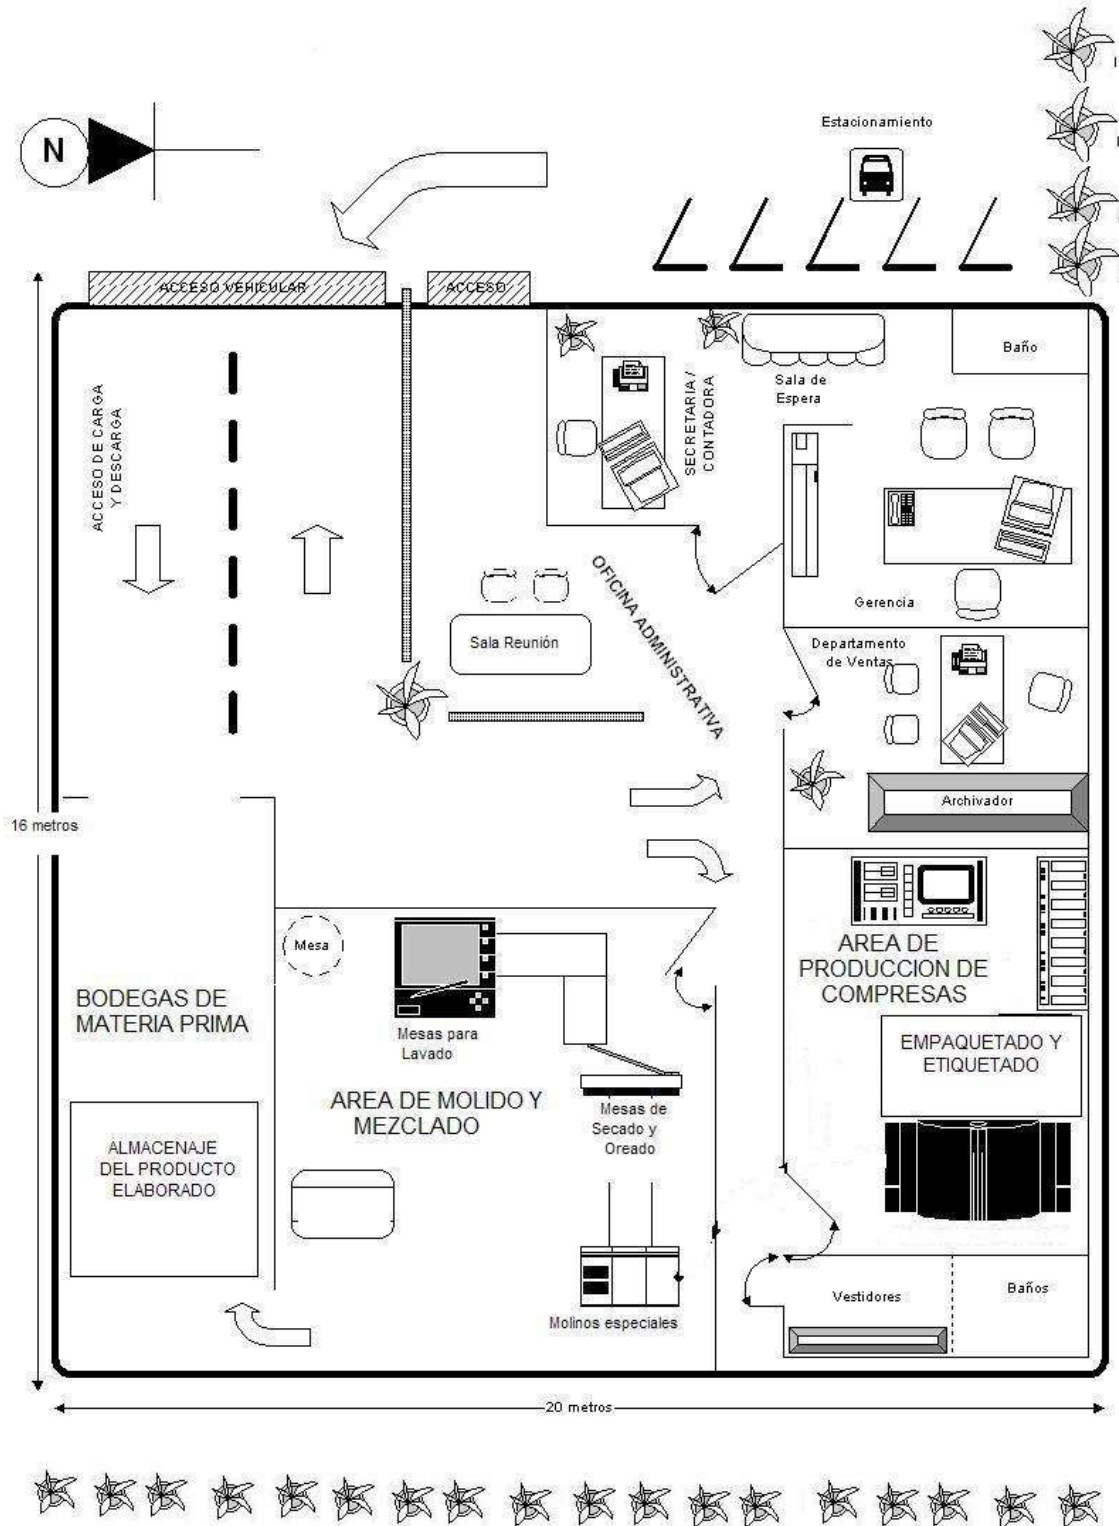 Estacionamiento
N
ACCESO VEHICULAR
ACCESO
Baño
Sala de
Espera
SECRETARIA /
CONTADORA
ACCESO DE CARGA
Y DESCARGA
OFICINA ADMINISTRATIVA
Gerencia
Sala Reunión
Departamento
de Ventas
Archivador
16 metros
Mesa
AREA DE
PRODUCCION DE
COMPRESAS
BODEGAS DE
MATERIA PRIMA
Mesas para
Lavado
EMPAQUETADO Y
ETIQUETADO
AREA DE MOLIDO Y
MEZCLADO
Mesas de
Secado y
Oreado
ALMACENAJE
DEL PRODUCTO
ELABORADO
Vestidores
Baños
Molinos especiales
20 metros